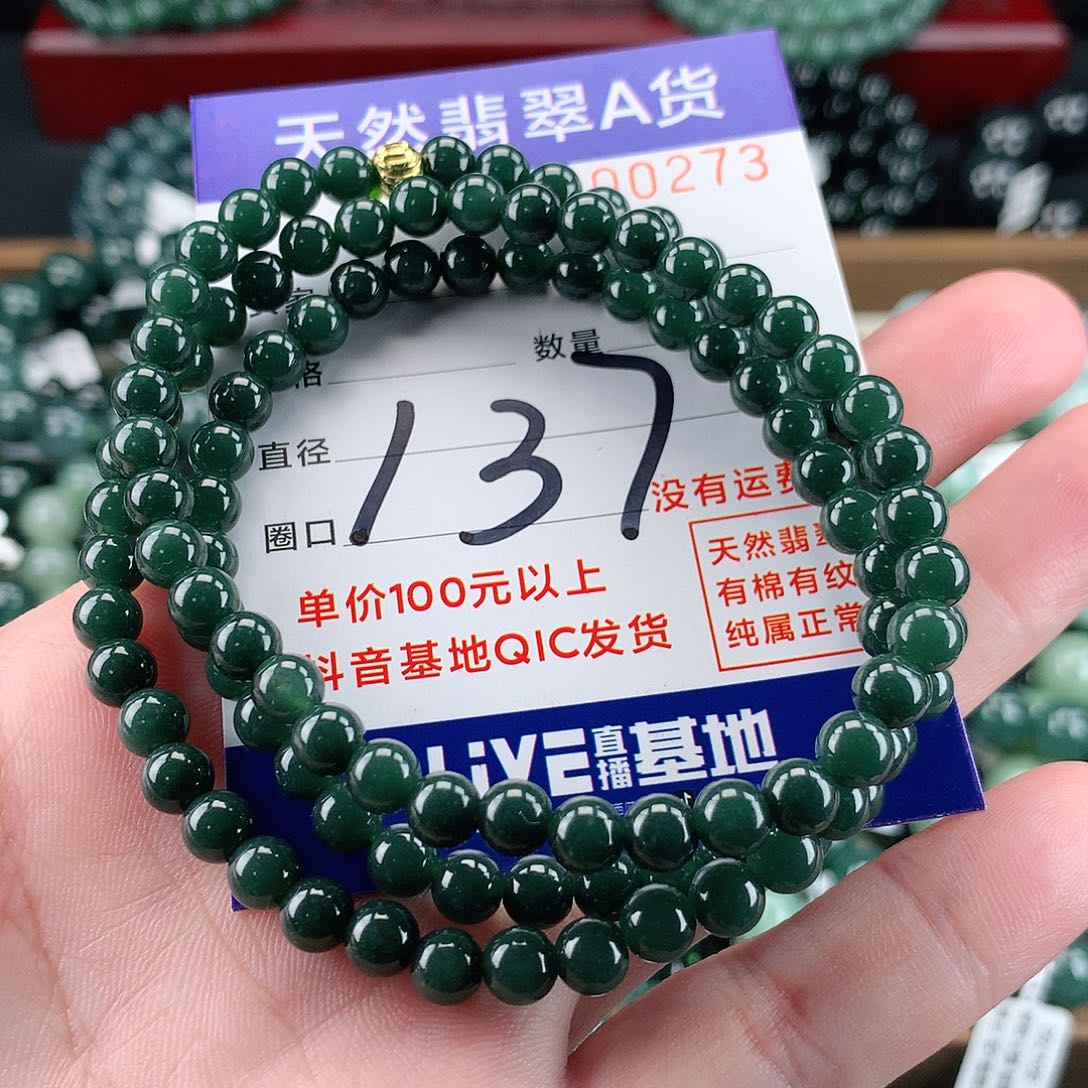 天然翡翠A货
00273
数量
格
直径
137
圈口
没有运费
单价100元以上
抖音基地QIC发货
天然翡翠
有棉有纹
纯属正常
LiVE直播基地